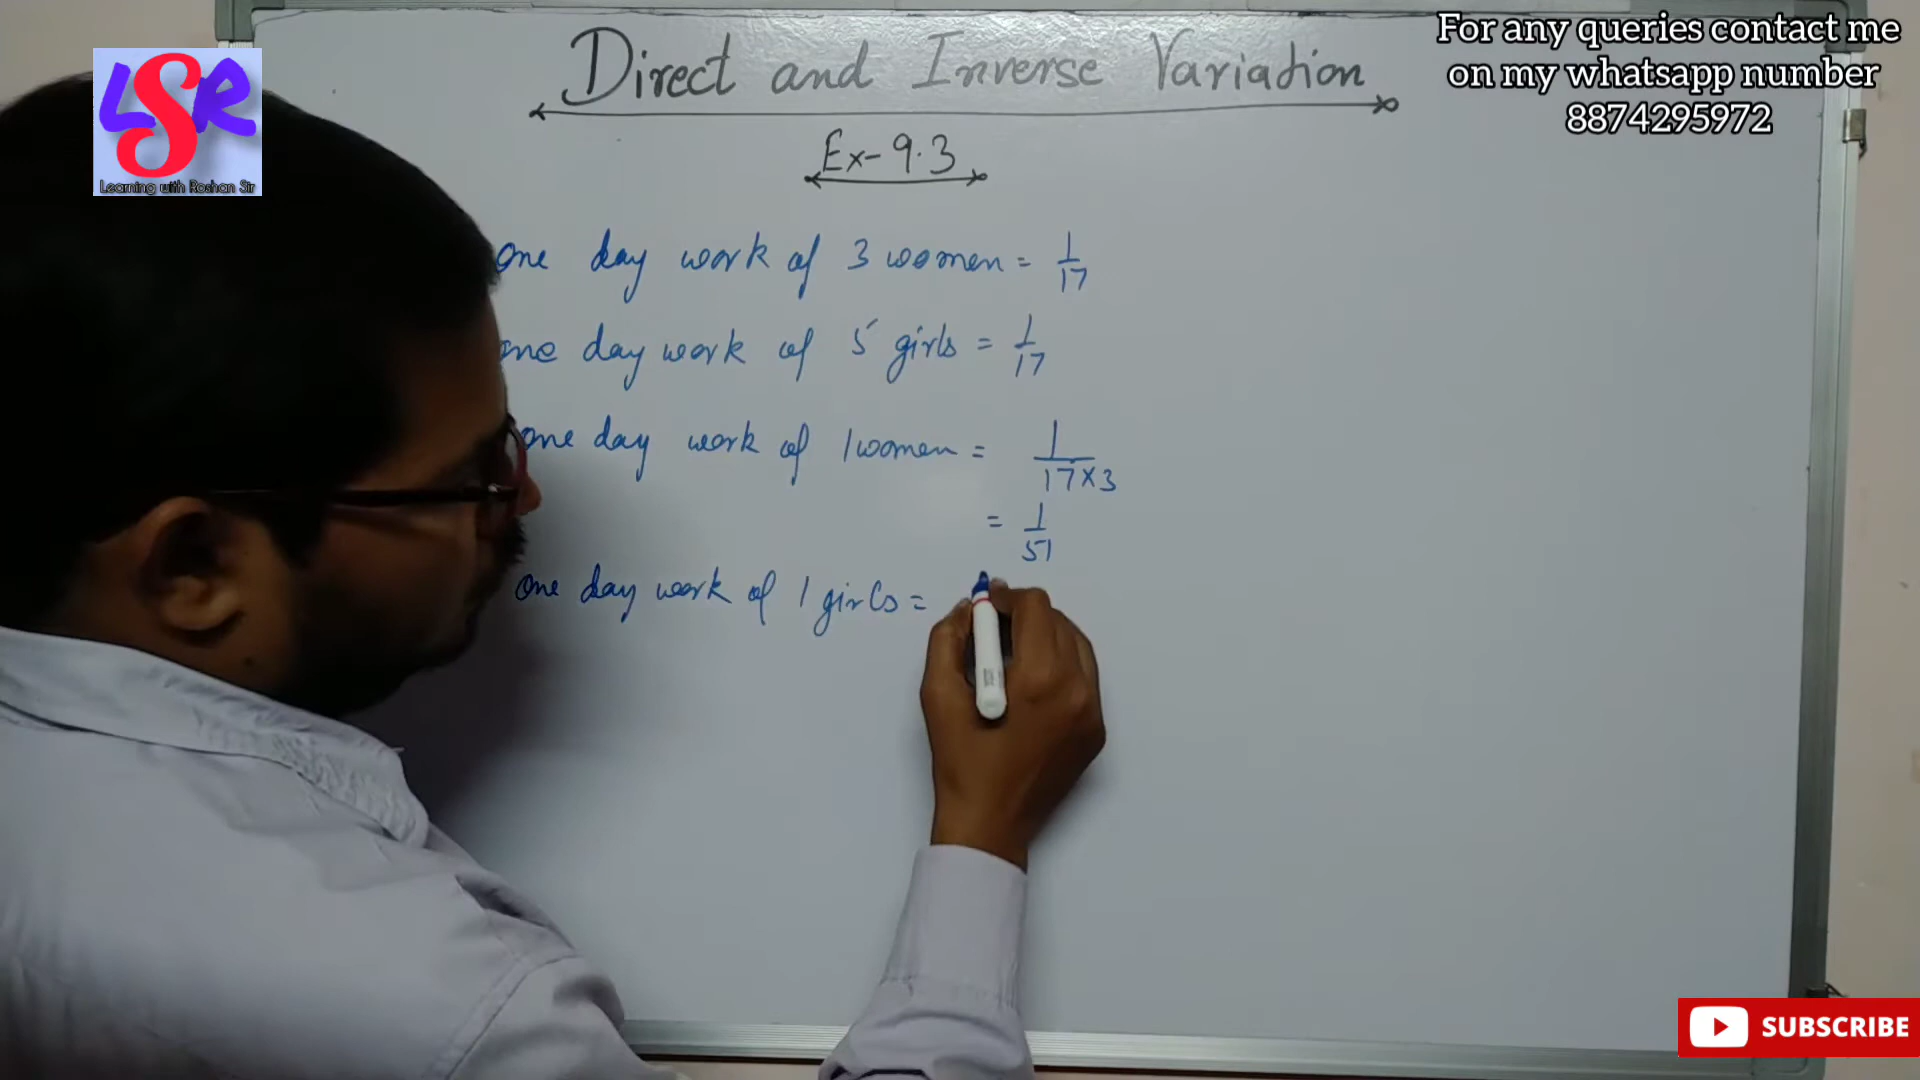 LSR
Learning with Roshan Sir
For any queries contact me
on my whatsapp number
8874295972
Direct and Inverse Variation
Ex-9.3
One day work of 3 women = 1/17
one day work of 5 girls = 1/17
one day work of 1 women = 1/17×3
= 1/51
One day work of 1 girls =
SUBSCRIBE